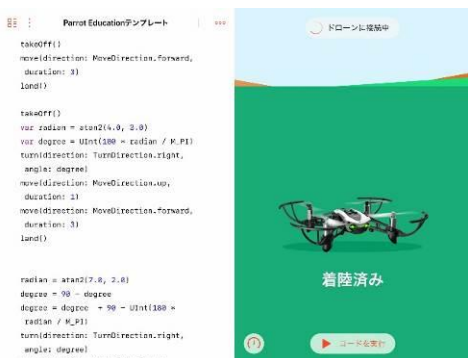 Parrot Educationテンプレート
takeOff()
move(direction: MoveDirection.forward,
duration: 3)
land()
takeOff()
var radian = atan2(4.0, 3.0)
var degree = UInt(180 * radian / M_PI)
turn(direction: TurnDirection.right,
angle: degree)
move(direction: MoveDirection.up,
duration: 1)
move(direction: MoveDirection.forward,
duration: 3)
land()
radian = atan2(7.0, 2.0)
degree = 90 - degree
degree = degree + 90 - UInt(180 *
radian / M_PI)
turn(direction: TurnDirection.right,
angle: degree)
ドローンに接続中
着陸済み
コードを実行